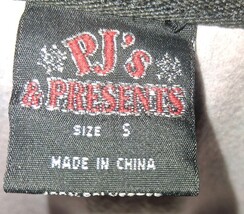 PJ's
& PRESENTS
SIZE S
MADE IN CHINA